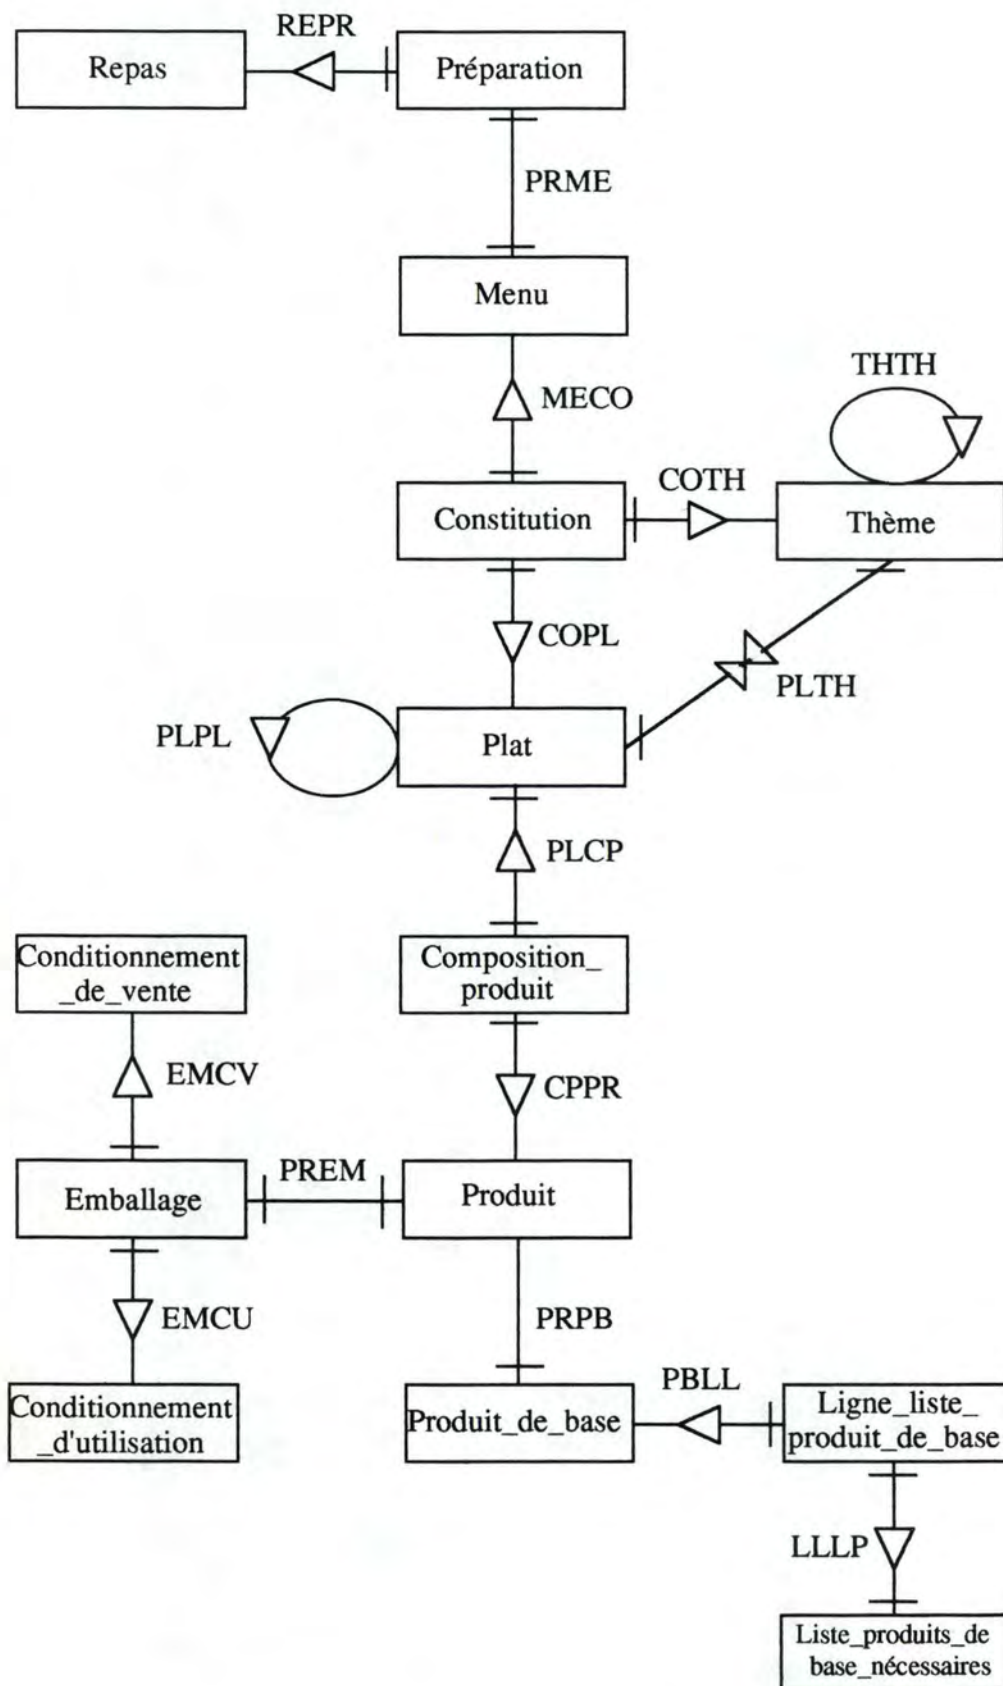 REPR
Repas
Préparation
PRME
Menu
THTH
MECO
COTH
Constitution
Thème
COPL
PLTH
PLPL
Plat
PLCP
Conditionnement
_de_vente
Composition_
produit
EMCV
CPPR
PREM
Emballage
Produit
EMCU
PRPB
PBLL
Conditionnement
_d'utilisation
Produit_de_base
Ligne_liste_
produit_de_base
LLLP
Liste_produits_de
base_nécessaires